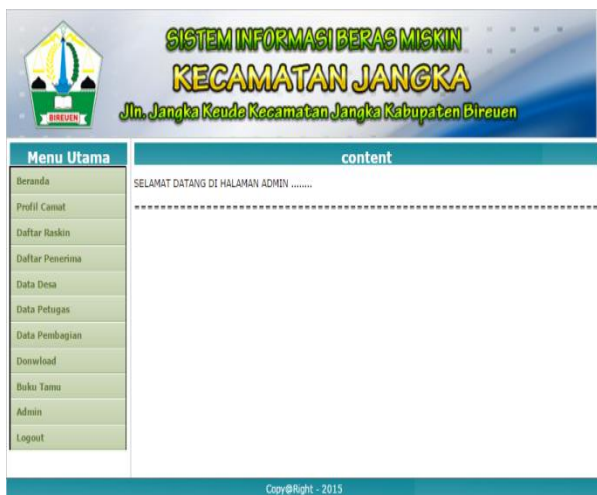 SISTEM INFORMASI BERAS MISKIN
KECAMATAN JANGKA
Jln. Jangka Keude Kecamatan Jangka Kabupaten Bireuen
BIREUEN
Menu Utama
Beranda
Profil Camat
Daftar Raskin
Daftar Penerima
Data Desa
Data Petugas
Data Pembagian
Donwload
Buku Tamu
Admin
Logout
content
SELAMAT DATANG DI HALAMAN ADMIN ........
==========================================================
Copy@Right - 2015